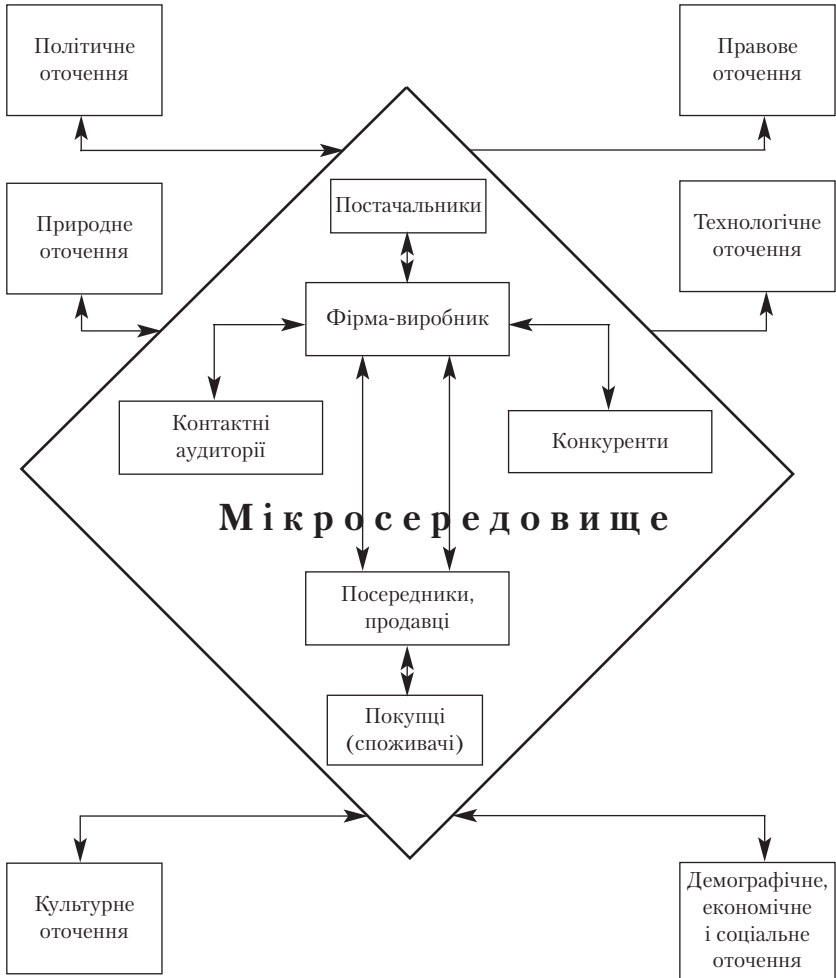 Політичне
оточення
Правове
оточення
Постачальники
Природне
оточення
Технологічне
оточення
Фірма-виробник
Контактні
аудиторії
Конкуренти
Мікросередовище
Посередники,
продавці
Покупці
(споживачі)
Культурне
оточення
Демографічне,
економічне
і соціальне
оточення